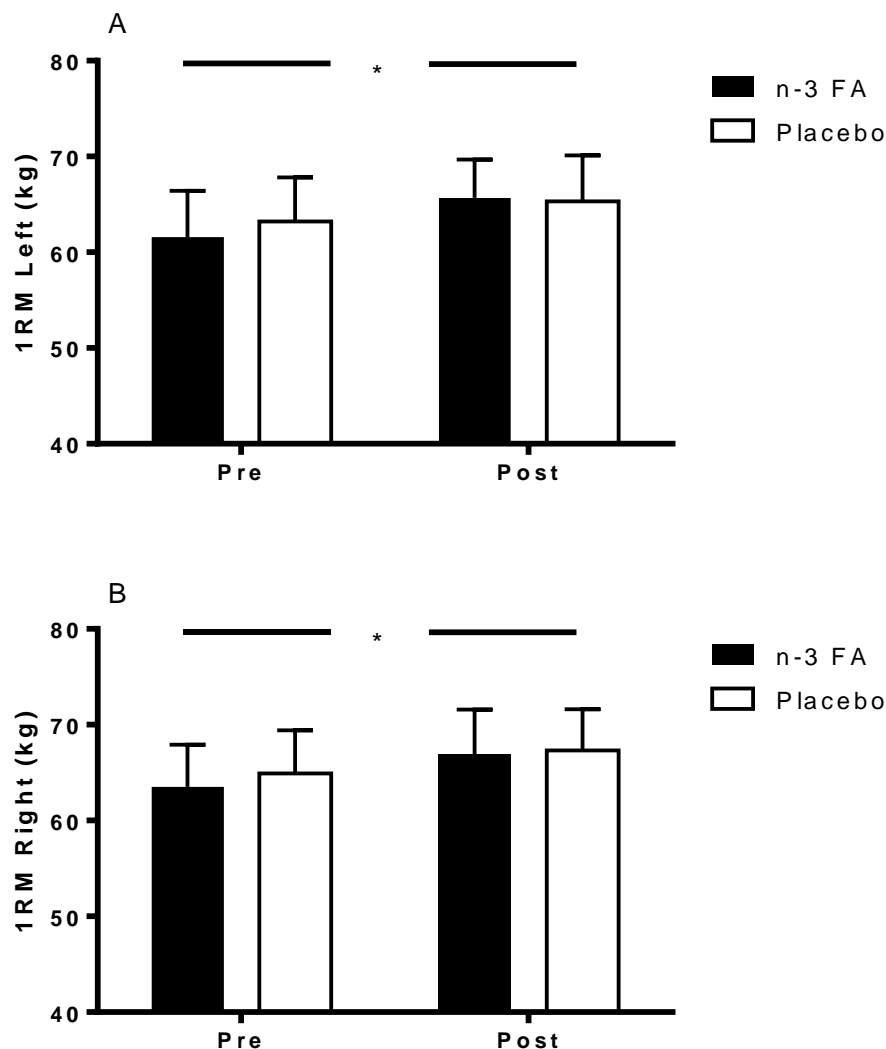 A
80
*
n-3 FA
Placebo
70
60
50
40
1RM Left (kg)
Pre Post
B
80
*
n-3 FA
Placebo
70
60
50
40
1RM Right (kg)
Pre Post